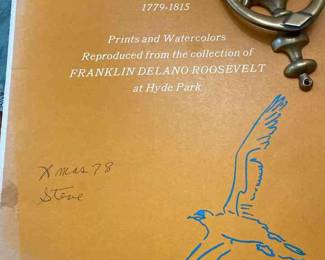 1779-1815
Prints and Watercolors
Reproduced from the collection of
FRANKLIN DELANO ROOSEVELT
at Hyde Park
Xmas 78
Steve